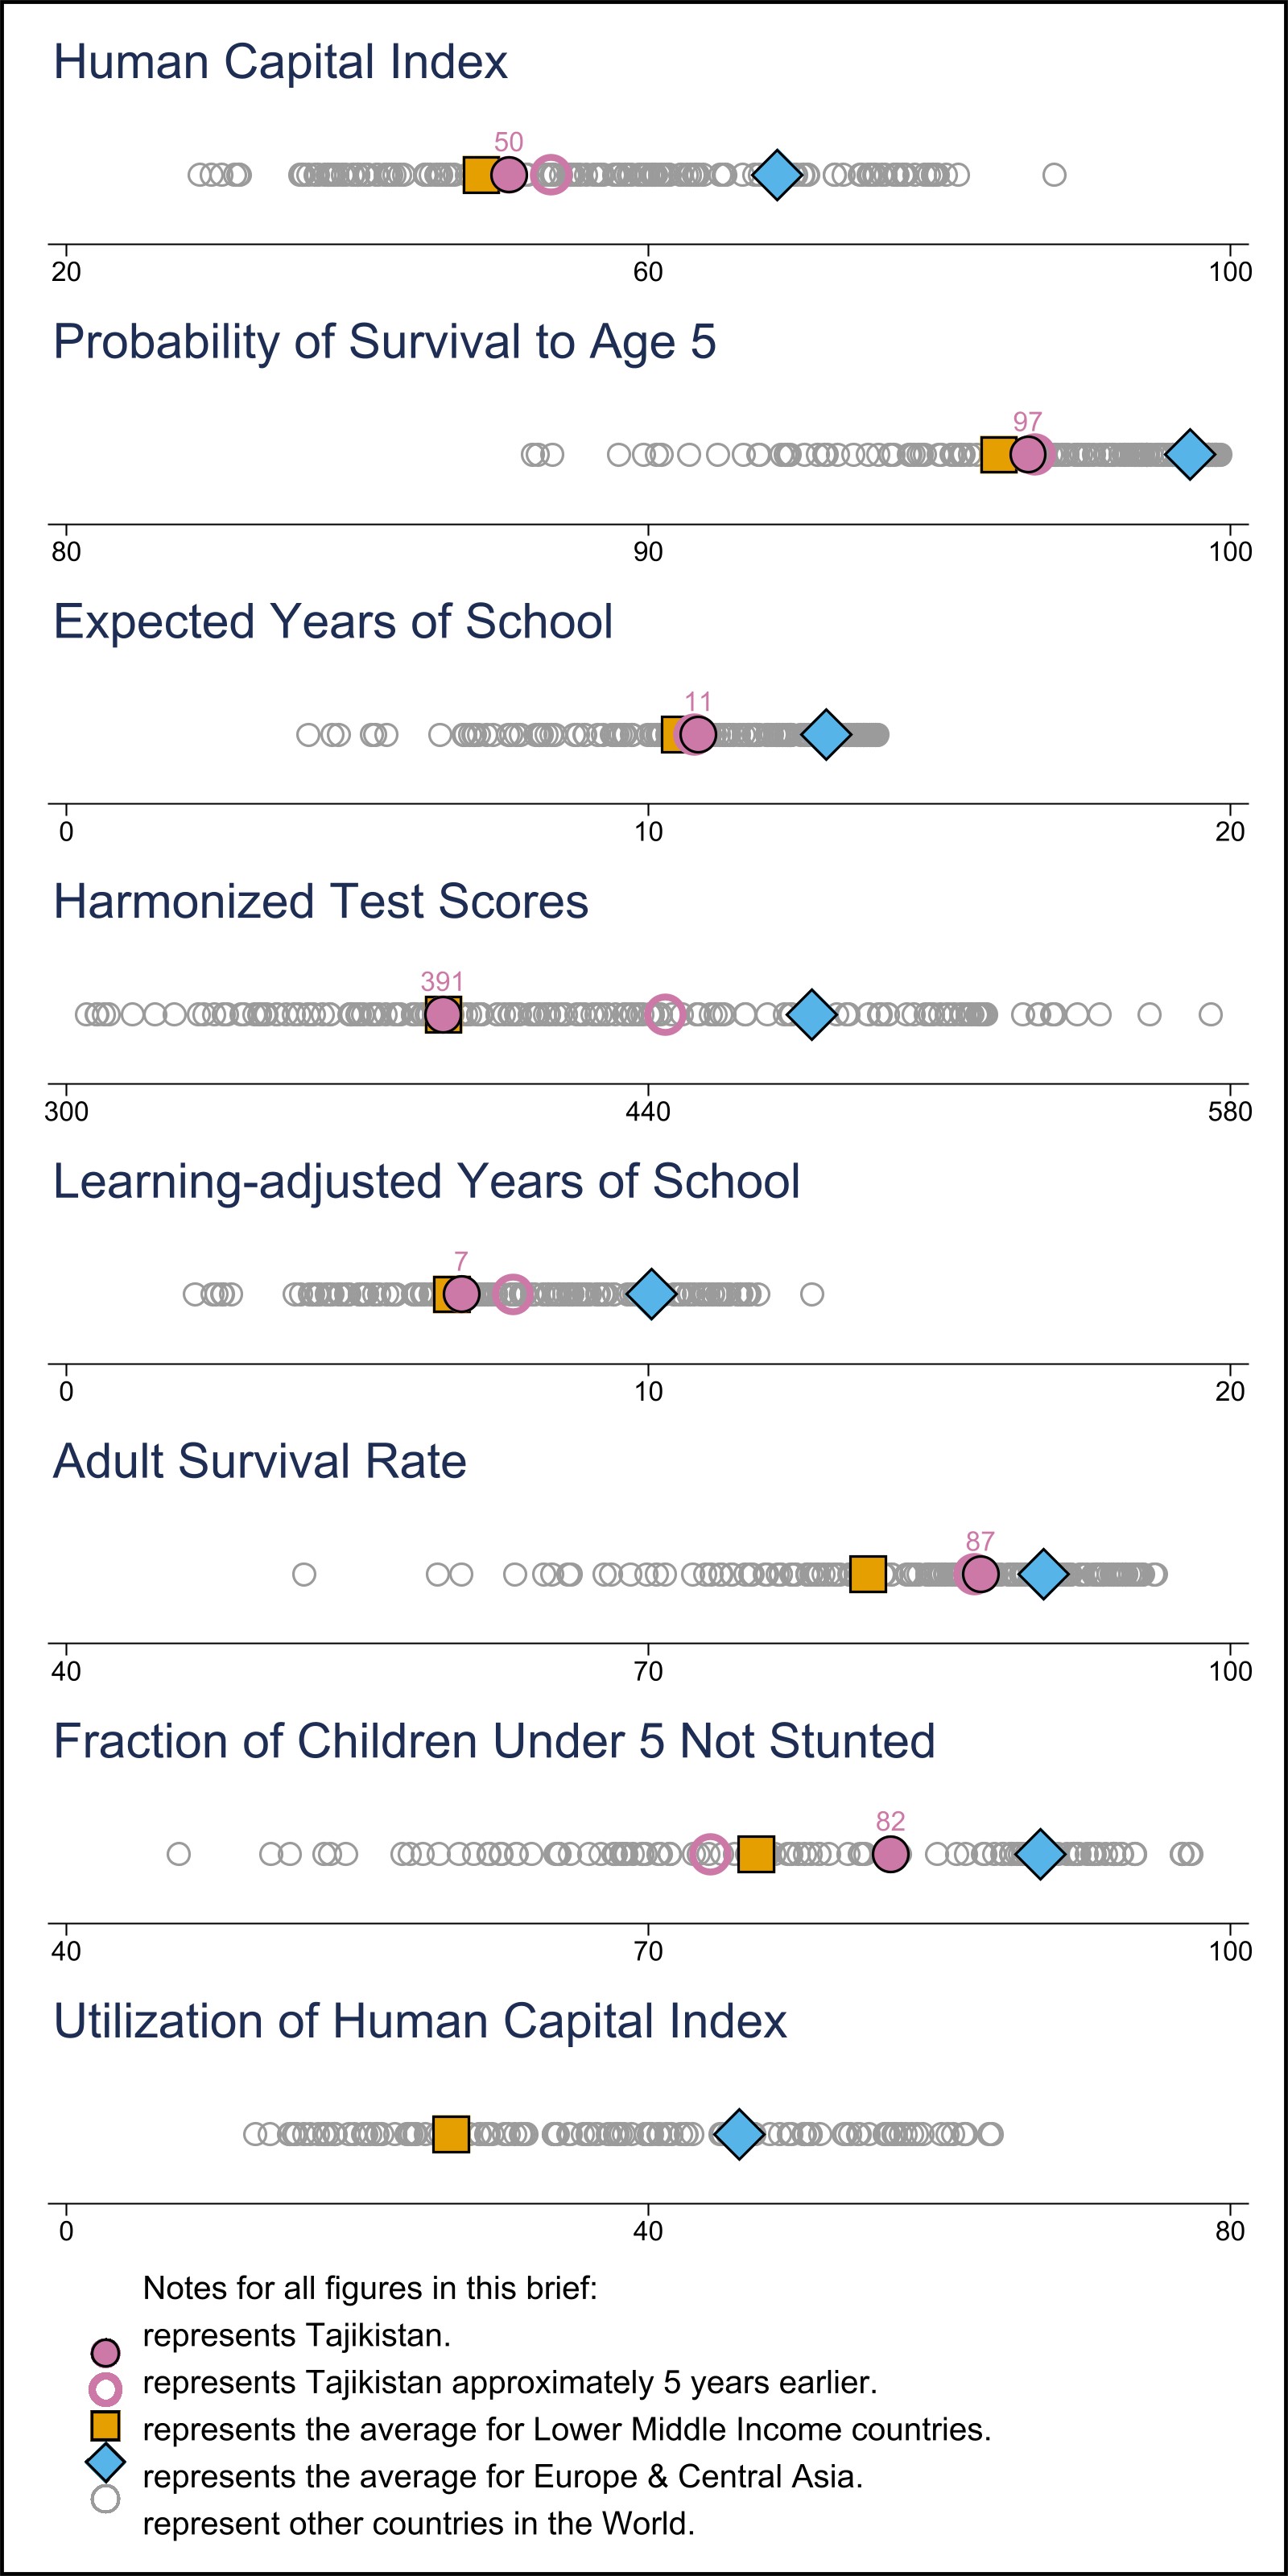 Human Capital Index
50
20 60 100
Probability of Survival to Age 5
97
80 90 100
Expected Years of School
11
0 10 20
Harmonized Test Scores
391
300 440 580
Learning-adjusted Years of School
7
0 10 20
Adult Survival Rate
87
40 70 100
Fraction of Children Under 5 Not Stunted
82
40 70 100
Utilization of Human Capital Index
0 40 80
Notes for all figures in this brief:
represents Tajikistan.
represents Tajikistan approximately 5 years earlier.
represents the average for Lower Middle Income countries.
represents the average for Europe & Central Asia.
represent other countries in the World.